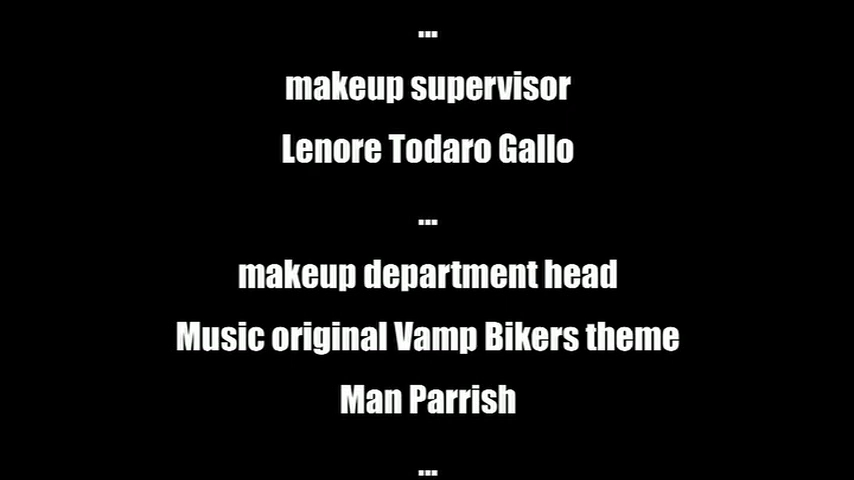 ...
makeup supervisor
Lenore Todaro Gallo
...
makeup department head
Music original Vamp Bikers theme
Man Parrish
...